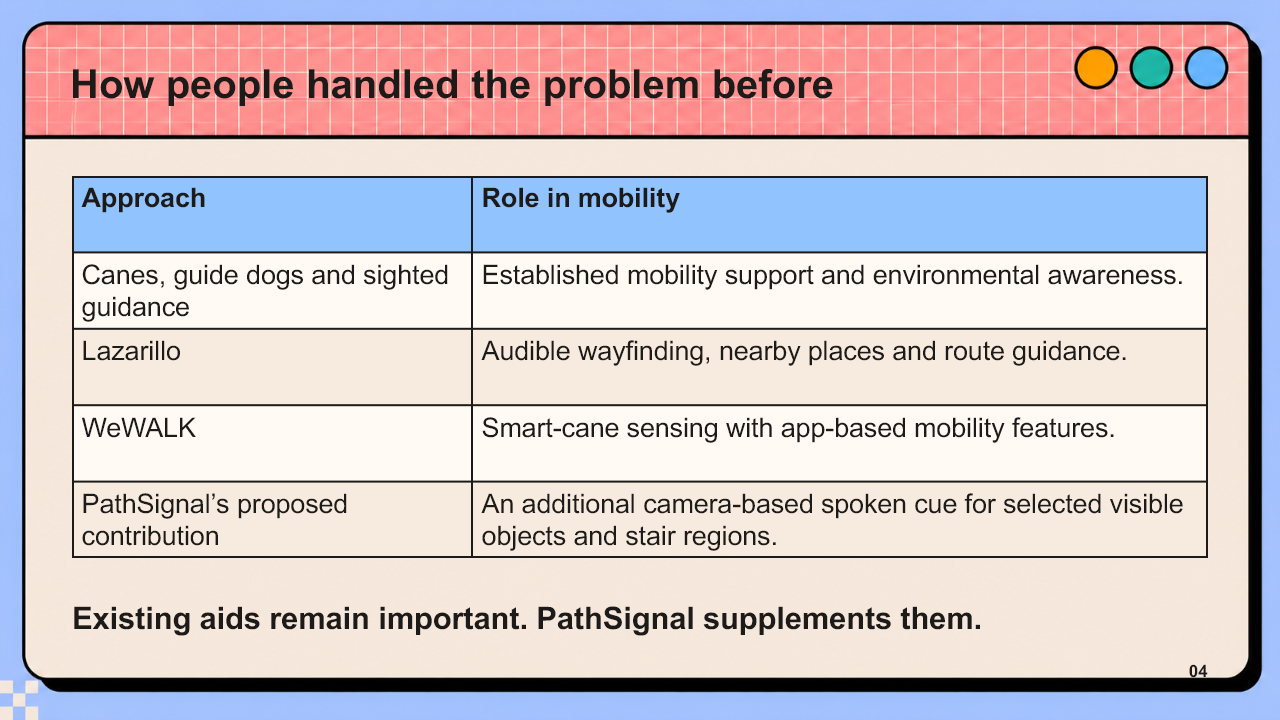 How people handled the problem before
Approach
Role in mobility
Canes, guide dogs and sighted
guidance
Established mobility support and environmental awareness.
Lazarillo
Audible wayfinding, nearby places and route guidance.
WeWALK
Smart-cane sensing with app-based mobility features.
PathSignal’s proposed
contribution
An additional camera-based spoken cue for selected visible
objects and stair regions.
Existing aids remain important. PathSignal supplements them.
04